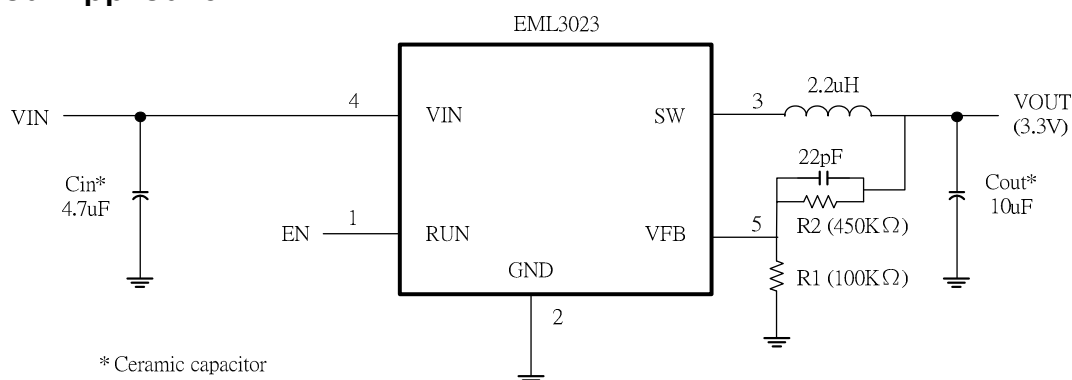 EML3023
VIN
4
VIN
SW
3
2.2uH
VOUT
(3.3V)
22pF
Cin*
4.7uF
Cout*
10uF
EN
1
RUN
VFB
5
R2 (450KΩ)
GND
R1 (100KΩ)
2
* Ceramic capacitor